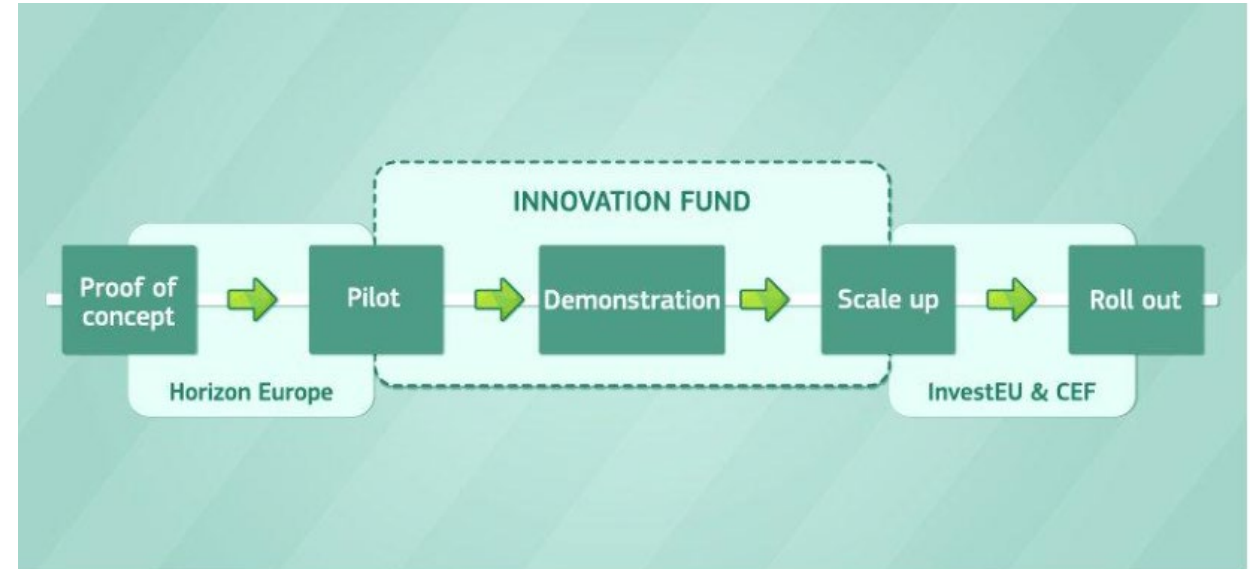 INNOVATION FUND
Proof of
concept
Pilot
Demonstration
Scale up
Roll out
Horizon Europe
InvestEU & CEF